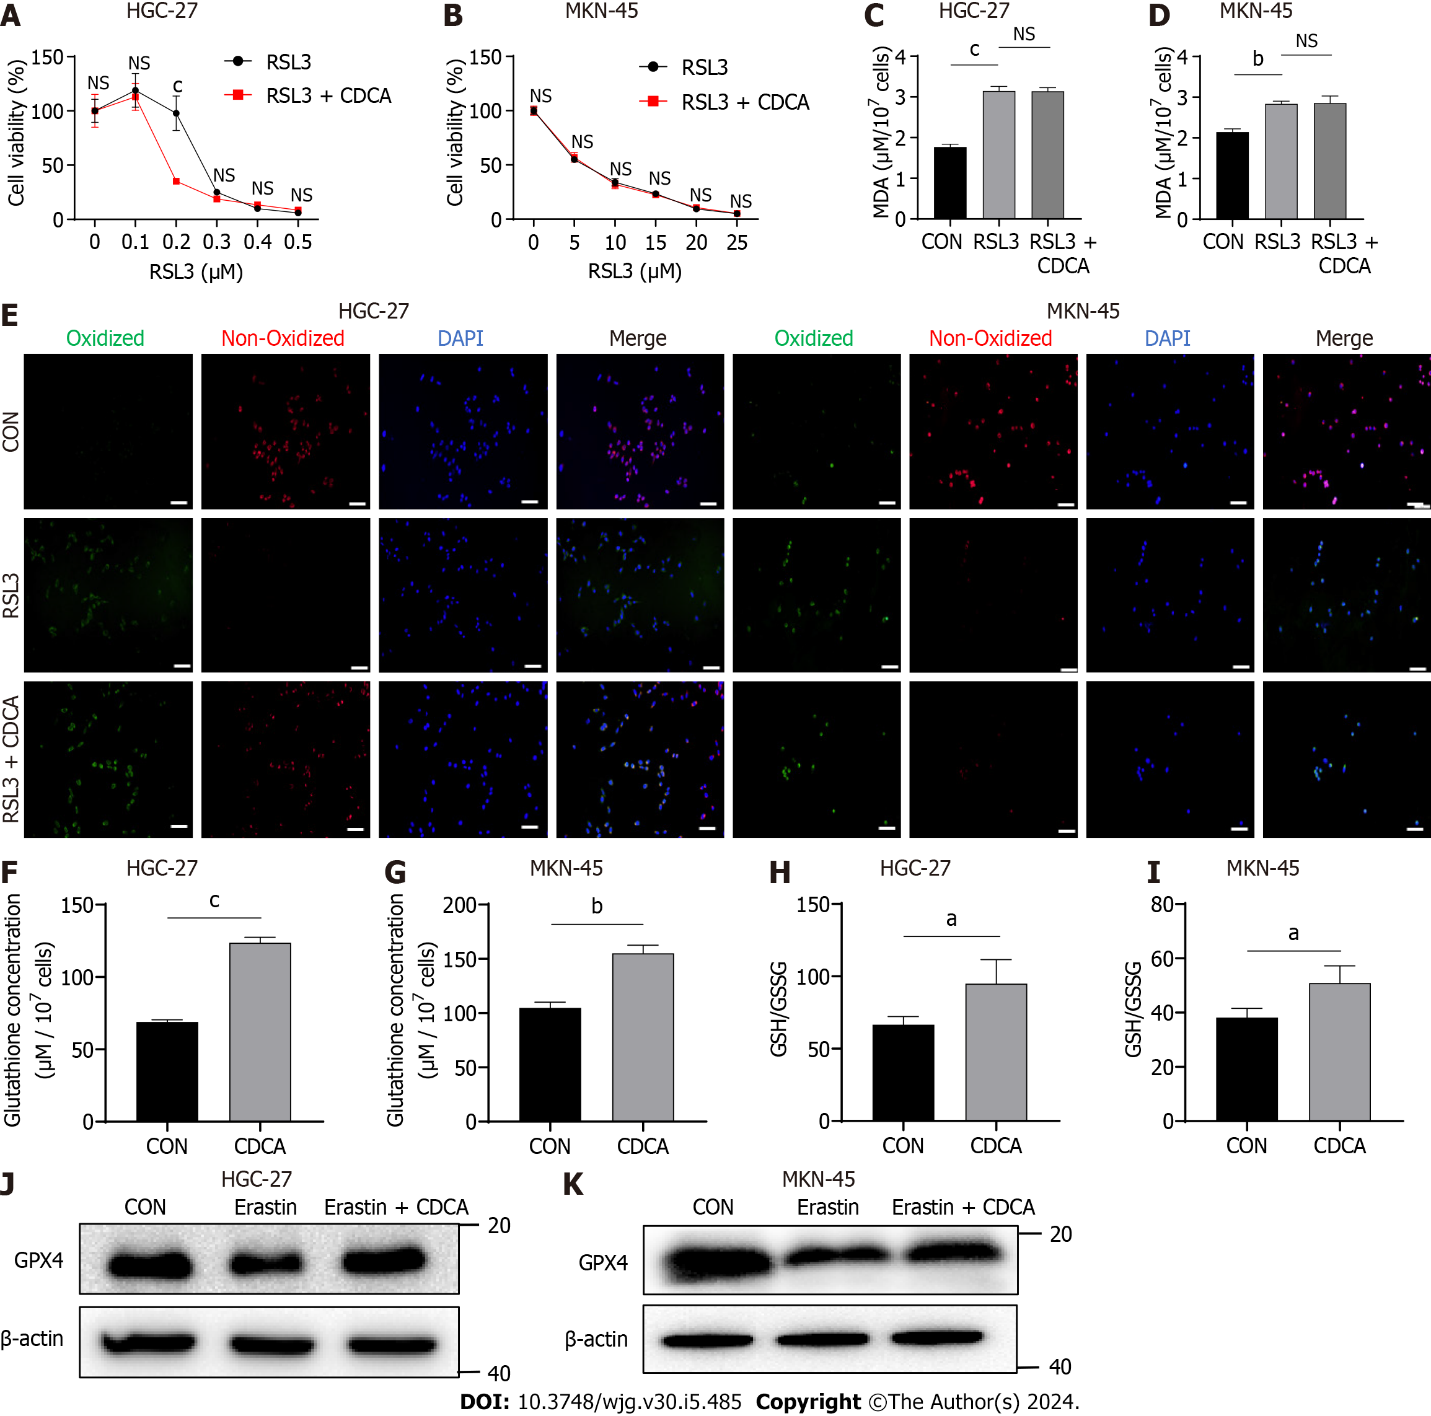 A HGC-27
Cell viability (%)
150
100
50
0
NS NS c NS NS NS
RSL3
RSL3 + CDCA
0 0.1 0.2 0.3 0.4 0.5
RSL3 (μM)
B MKN-45
Cell viability (%)
150
100
50
0
NS NS NS NS NS NS
RSL3
RSL3 + CDCA
0 5 10 15 20 25
RSL3 (μM)
C HGC-27
MDA (μM/10⁷ cells)
4
3
2
1
0
c NS
CON RSL3 RSL3 +
CDCA
D MKN-45
MDA (μM/10⁷ cells)
4
3
2
1
0
b NS
CON RSL3 RSL3 +
CDCA
E HGC-27 MKN-45
Oxidized Non-Oxidized DAPI Merge Oxidized Non-Oxidized DAPI Merge
CON
RSL3
RSL3 + CDCA
F HGC-27
Glutathione concentration
(μM / 10⁷ cells)
150
100
50
0
c
CON CDCA
G MKN-45
Glutathione concentration
(μM / 10⁷ cells)
200
150
100
50
0
b
CON CDCA
H HGC-27
GSH/GSSG
150
100
50
0
a
CON CDCA
I MKN-45
GSH/GSSG
80
60
40
20
0
a
CON CDCA
J HGC-27
CON Erastin Erastin + CDCA
20
GPX4
β-actin
40
K MKN-45
CON Erastin Erastin + CDCA
20
GPX4
β-actin
40
DOI: 10.3748/wjg.v30.i5.485 Copyright ©The Author(s) 2024.